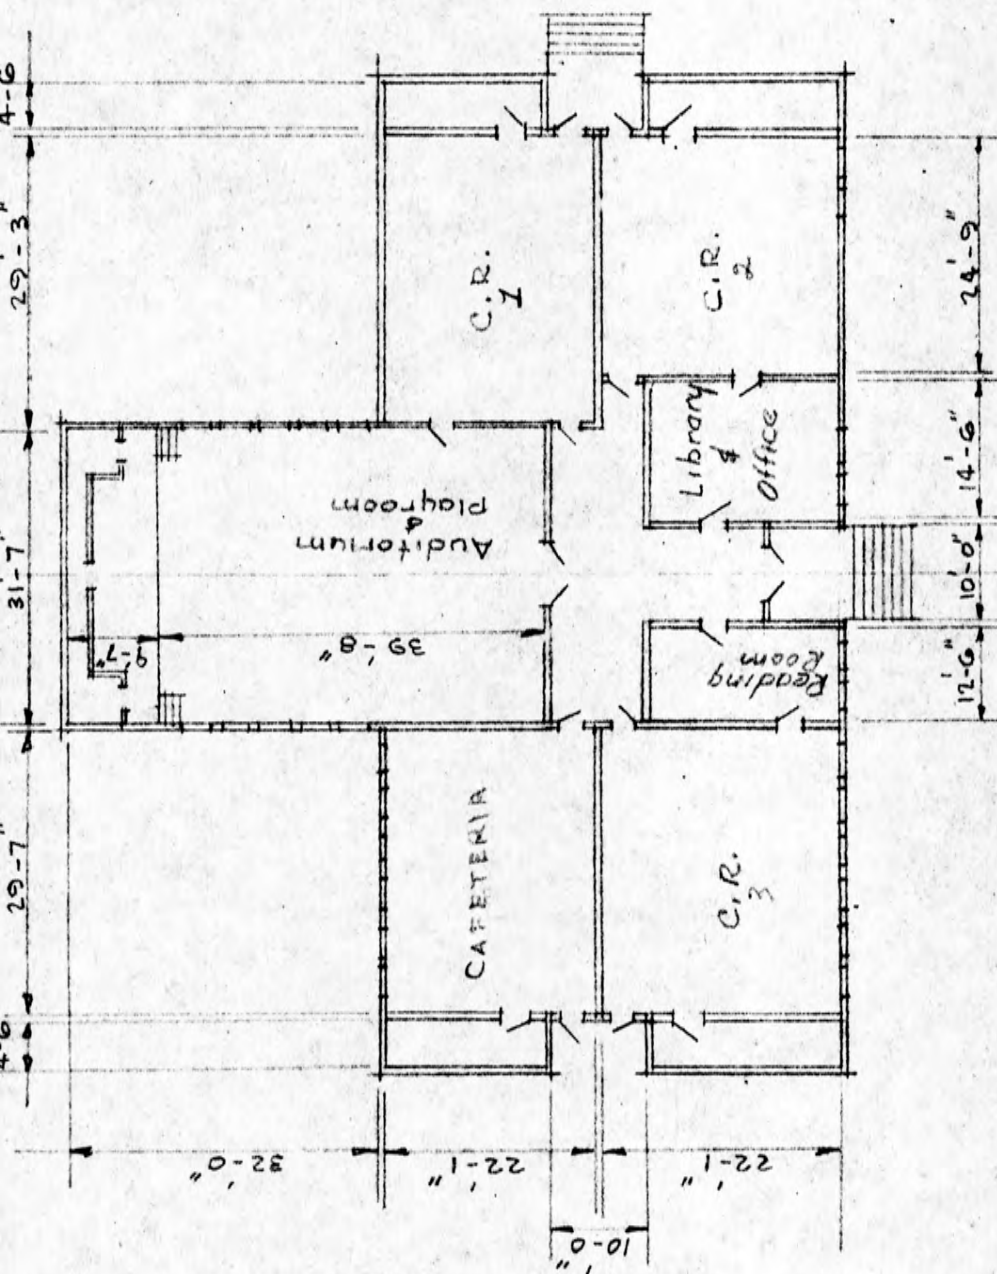 4-6
29'-3"
31'-7"
29-7"
4-6
C.R.
1
C.R.
2
Library
&
Office
Auditorium
&
Playroom
Reading
Room
CAFETERIA
C.R.
3
9'-7"
39'-8"
24'-9"
14'-6"
10'-0"
12'-6"
32'-0"
22'-1"
22'-1"
10'-0"